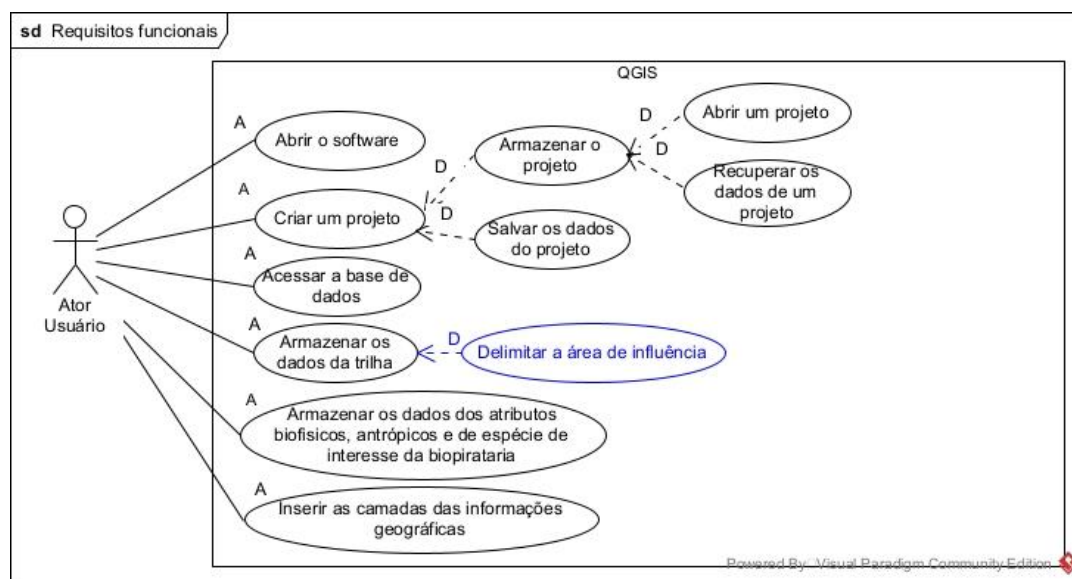 sd Requisitos funcionais
QGIS
A
Abrir o software
D
Abrir um projeto
Armazenar o
projeto
D
Recuperar os
dados de um
projeto
A
Criar um projeto
D
D
Salvar os dados
do projeto
A
Acessar a base de
dados
Ator
Usuário
A
Armazenar os
dados da trilha
D
Delimitar a área de influência
A
Armazenar os dados dos atributos
biofisicos, antrópicos e de espécie de
interesse da biopirataria
A
Inserir as camadas das informações
geográficas
Powered By Visual Paradigm Community Edition